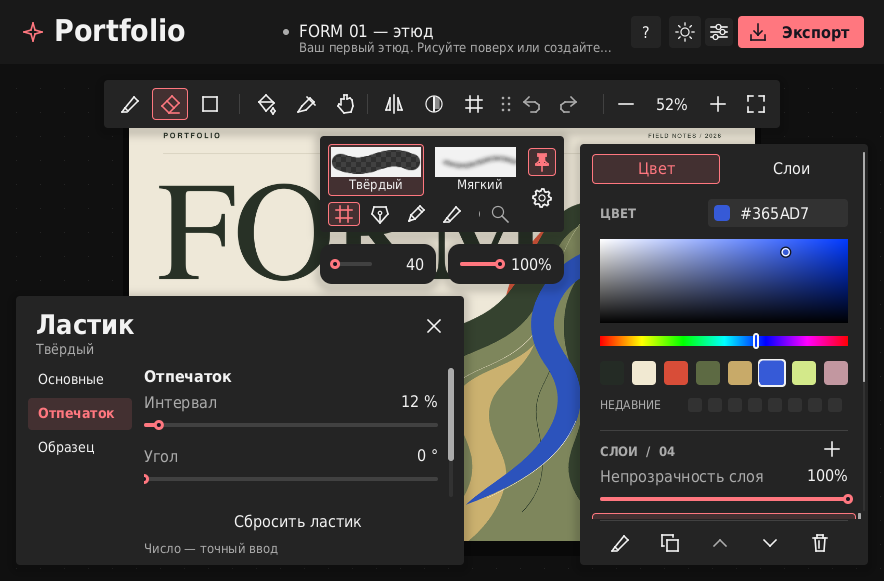 Portfolio
FORM 01 — этюд
Ваш первый этюд. Рисуйте поверх или создайте…
?
Экспорт
52%
PORTFOLIO
FIELD NOTES / 2026
FORM
Твёрдый
Мягкий
40
100%
Цвет
Слои
ЦВЕТ
#365AD7
НЕДАВНИЕ
СЛОИ / 04
Непрозрачность слоя
100%
Ластик
Твёрдый
Основные
Отпечаток
Образец
Отпечаток
Интервал
12 %
Угол
0 °
Сбросить ластик
Число — точный ввод